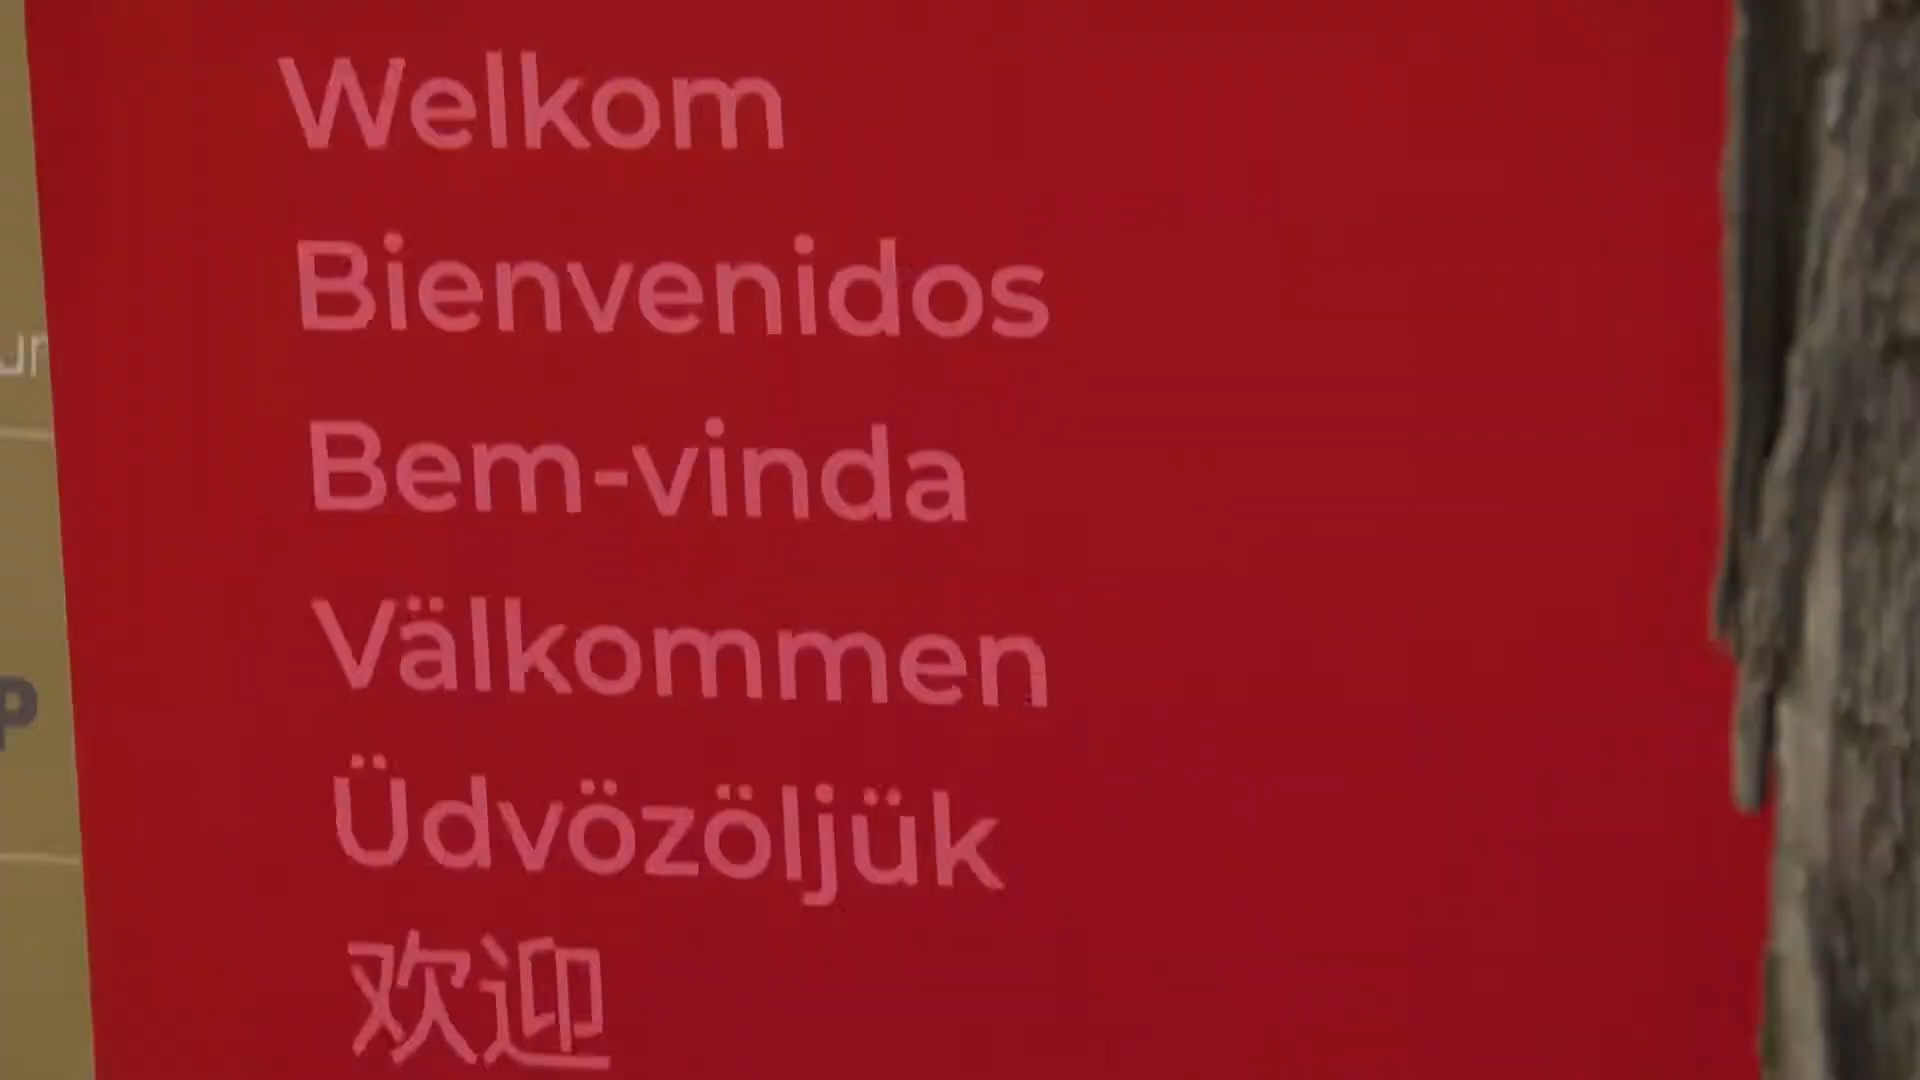 Welkom
Bienvenidos
Bem-vinda
Välkommen
Üdvözöljük
欢迎